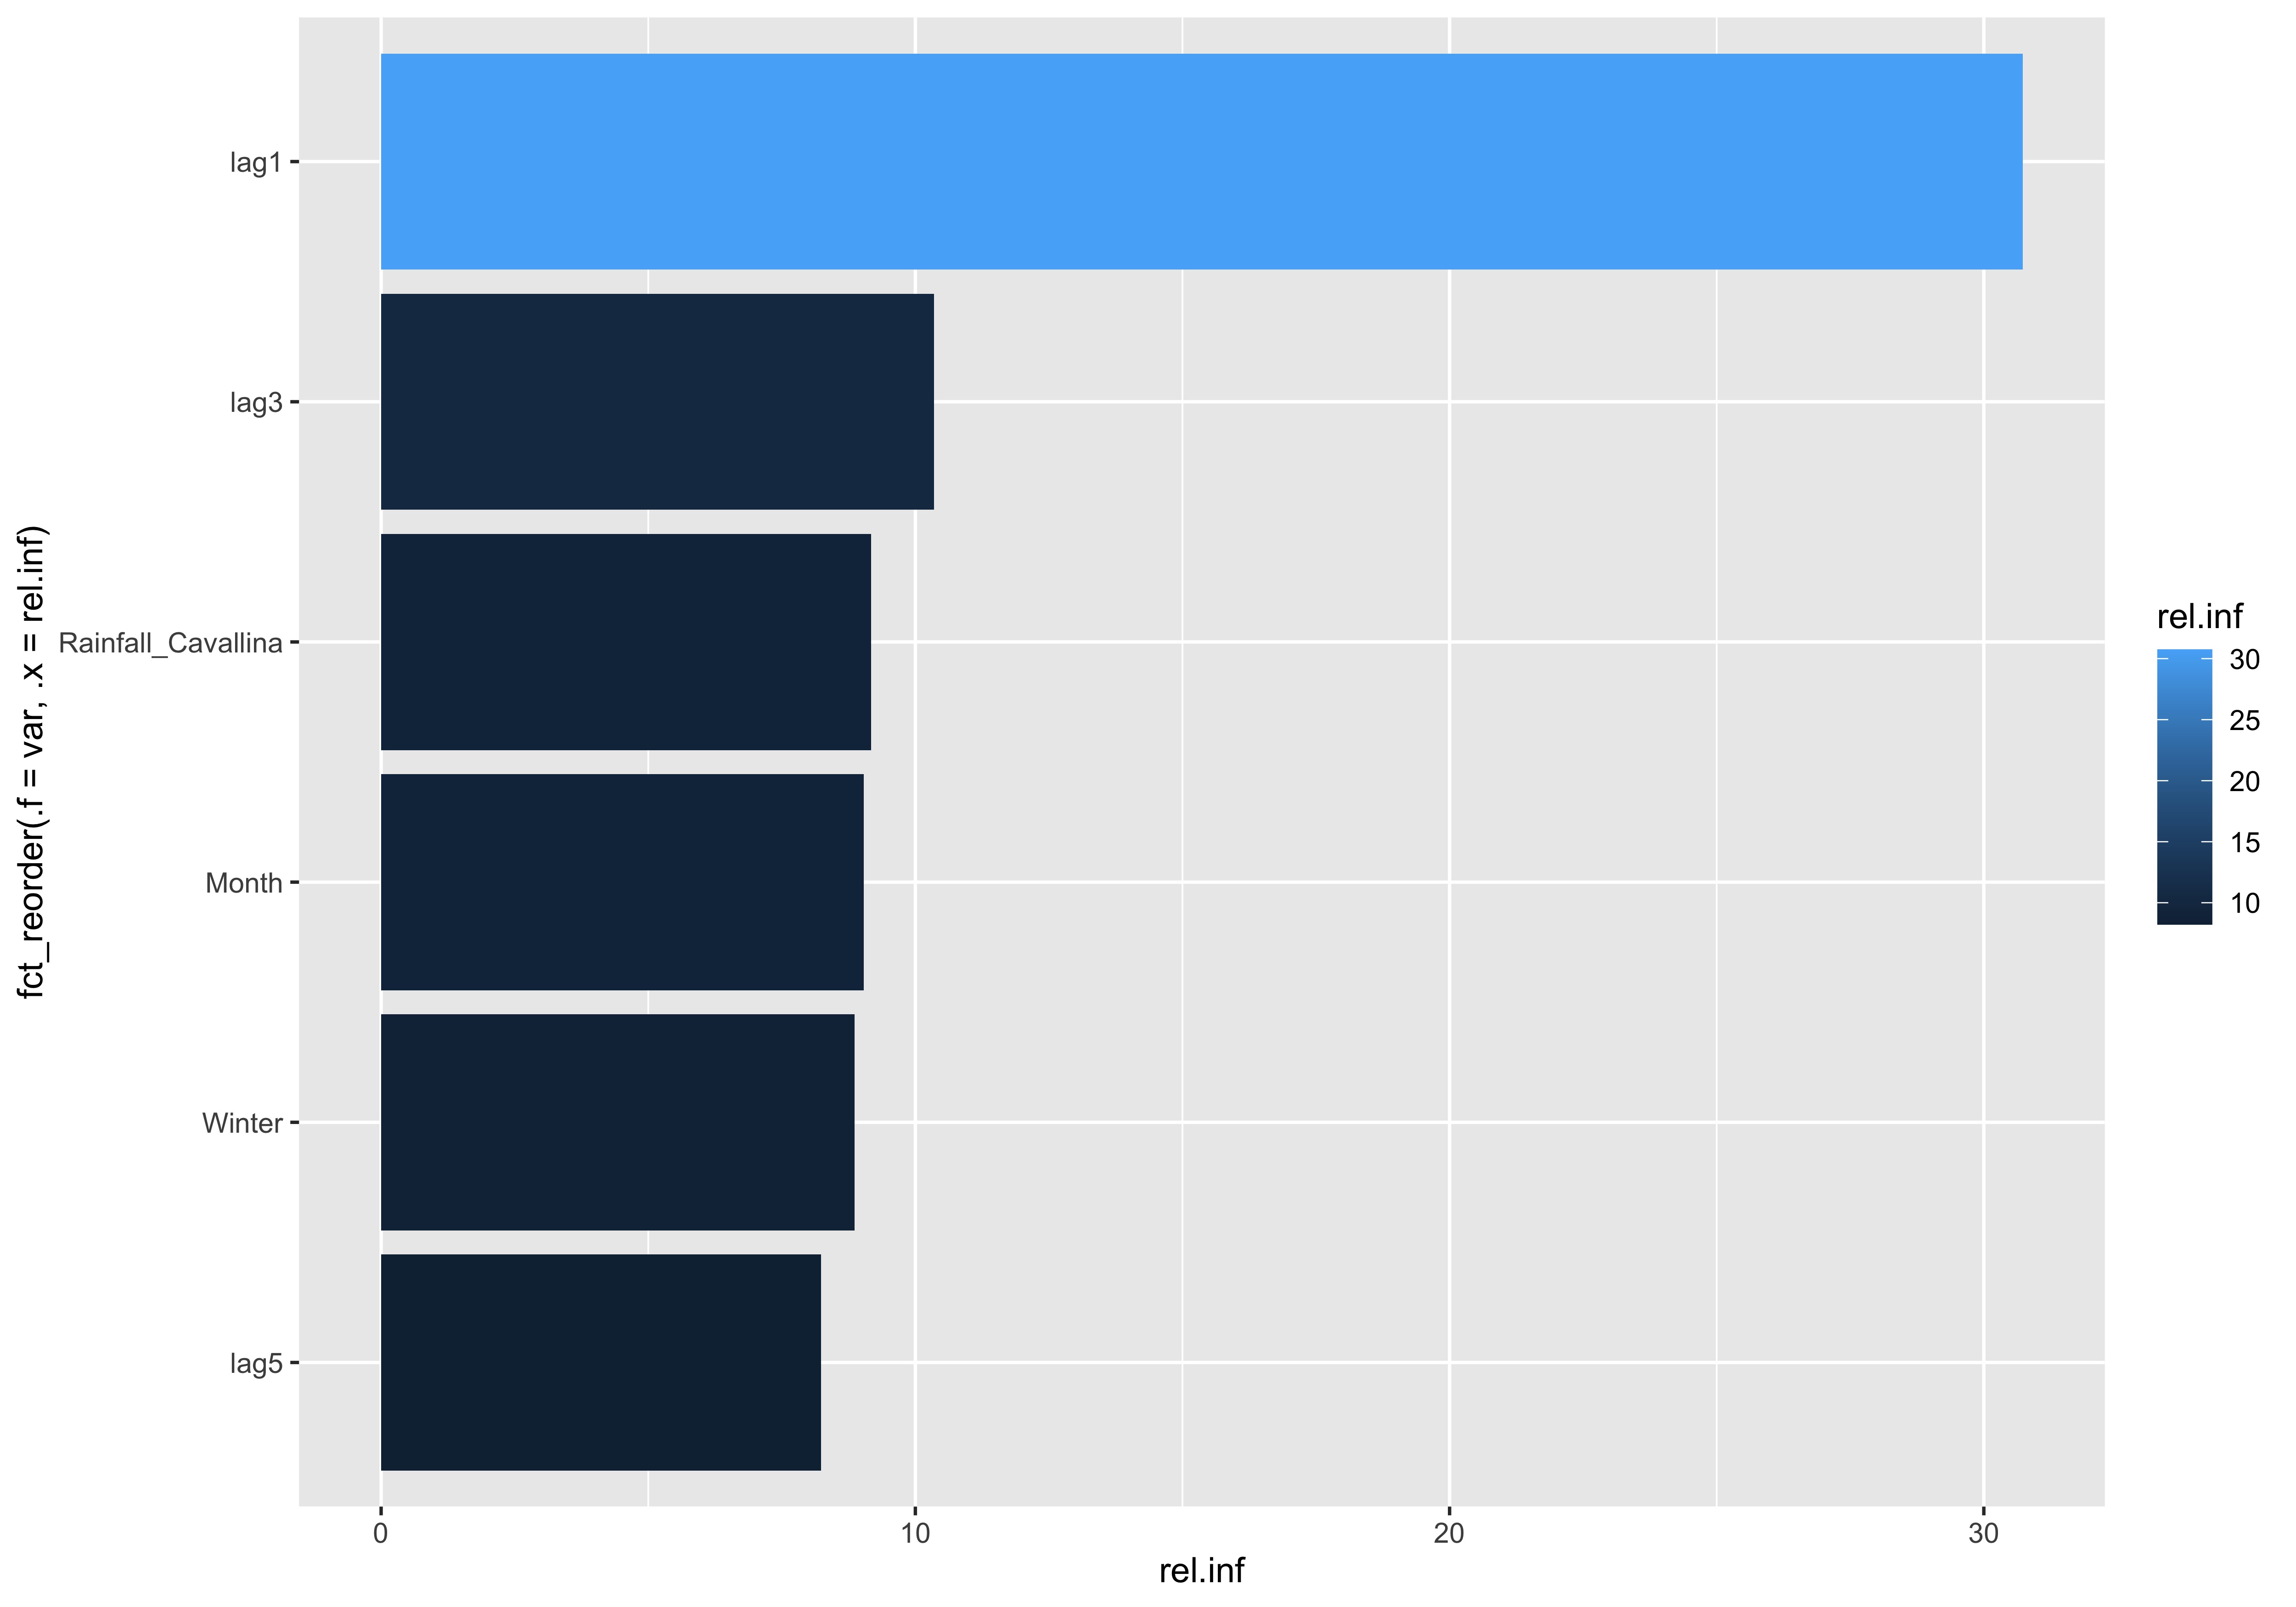 lag1
lag3
Rainfall_Cavallina
Month
Winter
lag5
fct_reorder(.f = var, .x = rel.inf)
0 10 20 30
rel.inf
rel.inf
30
25
20
15
10